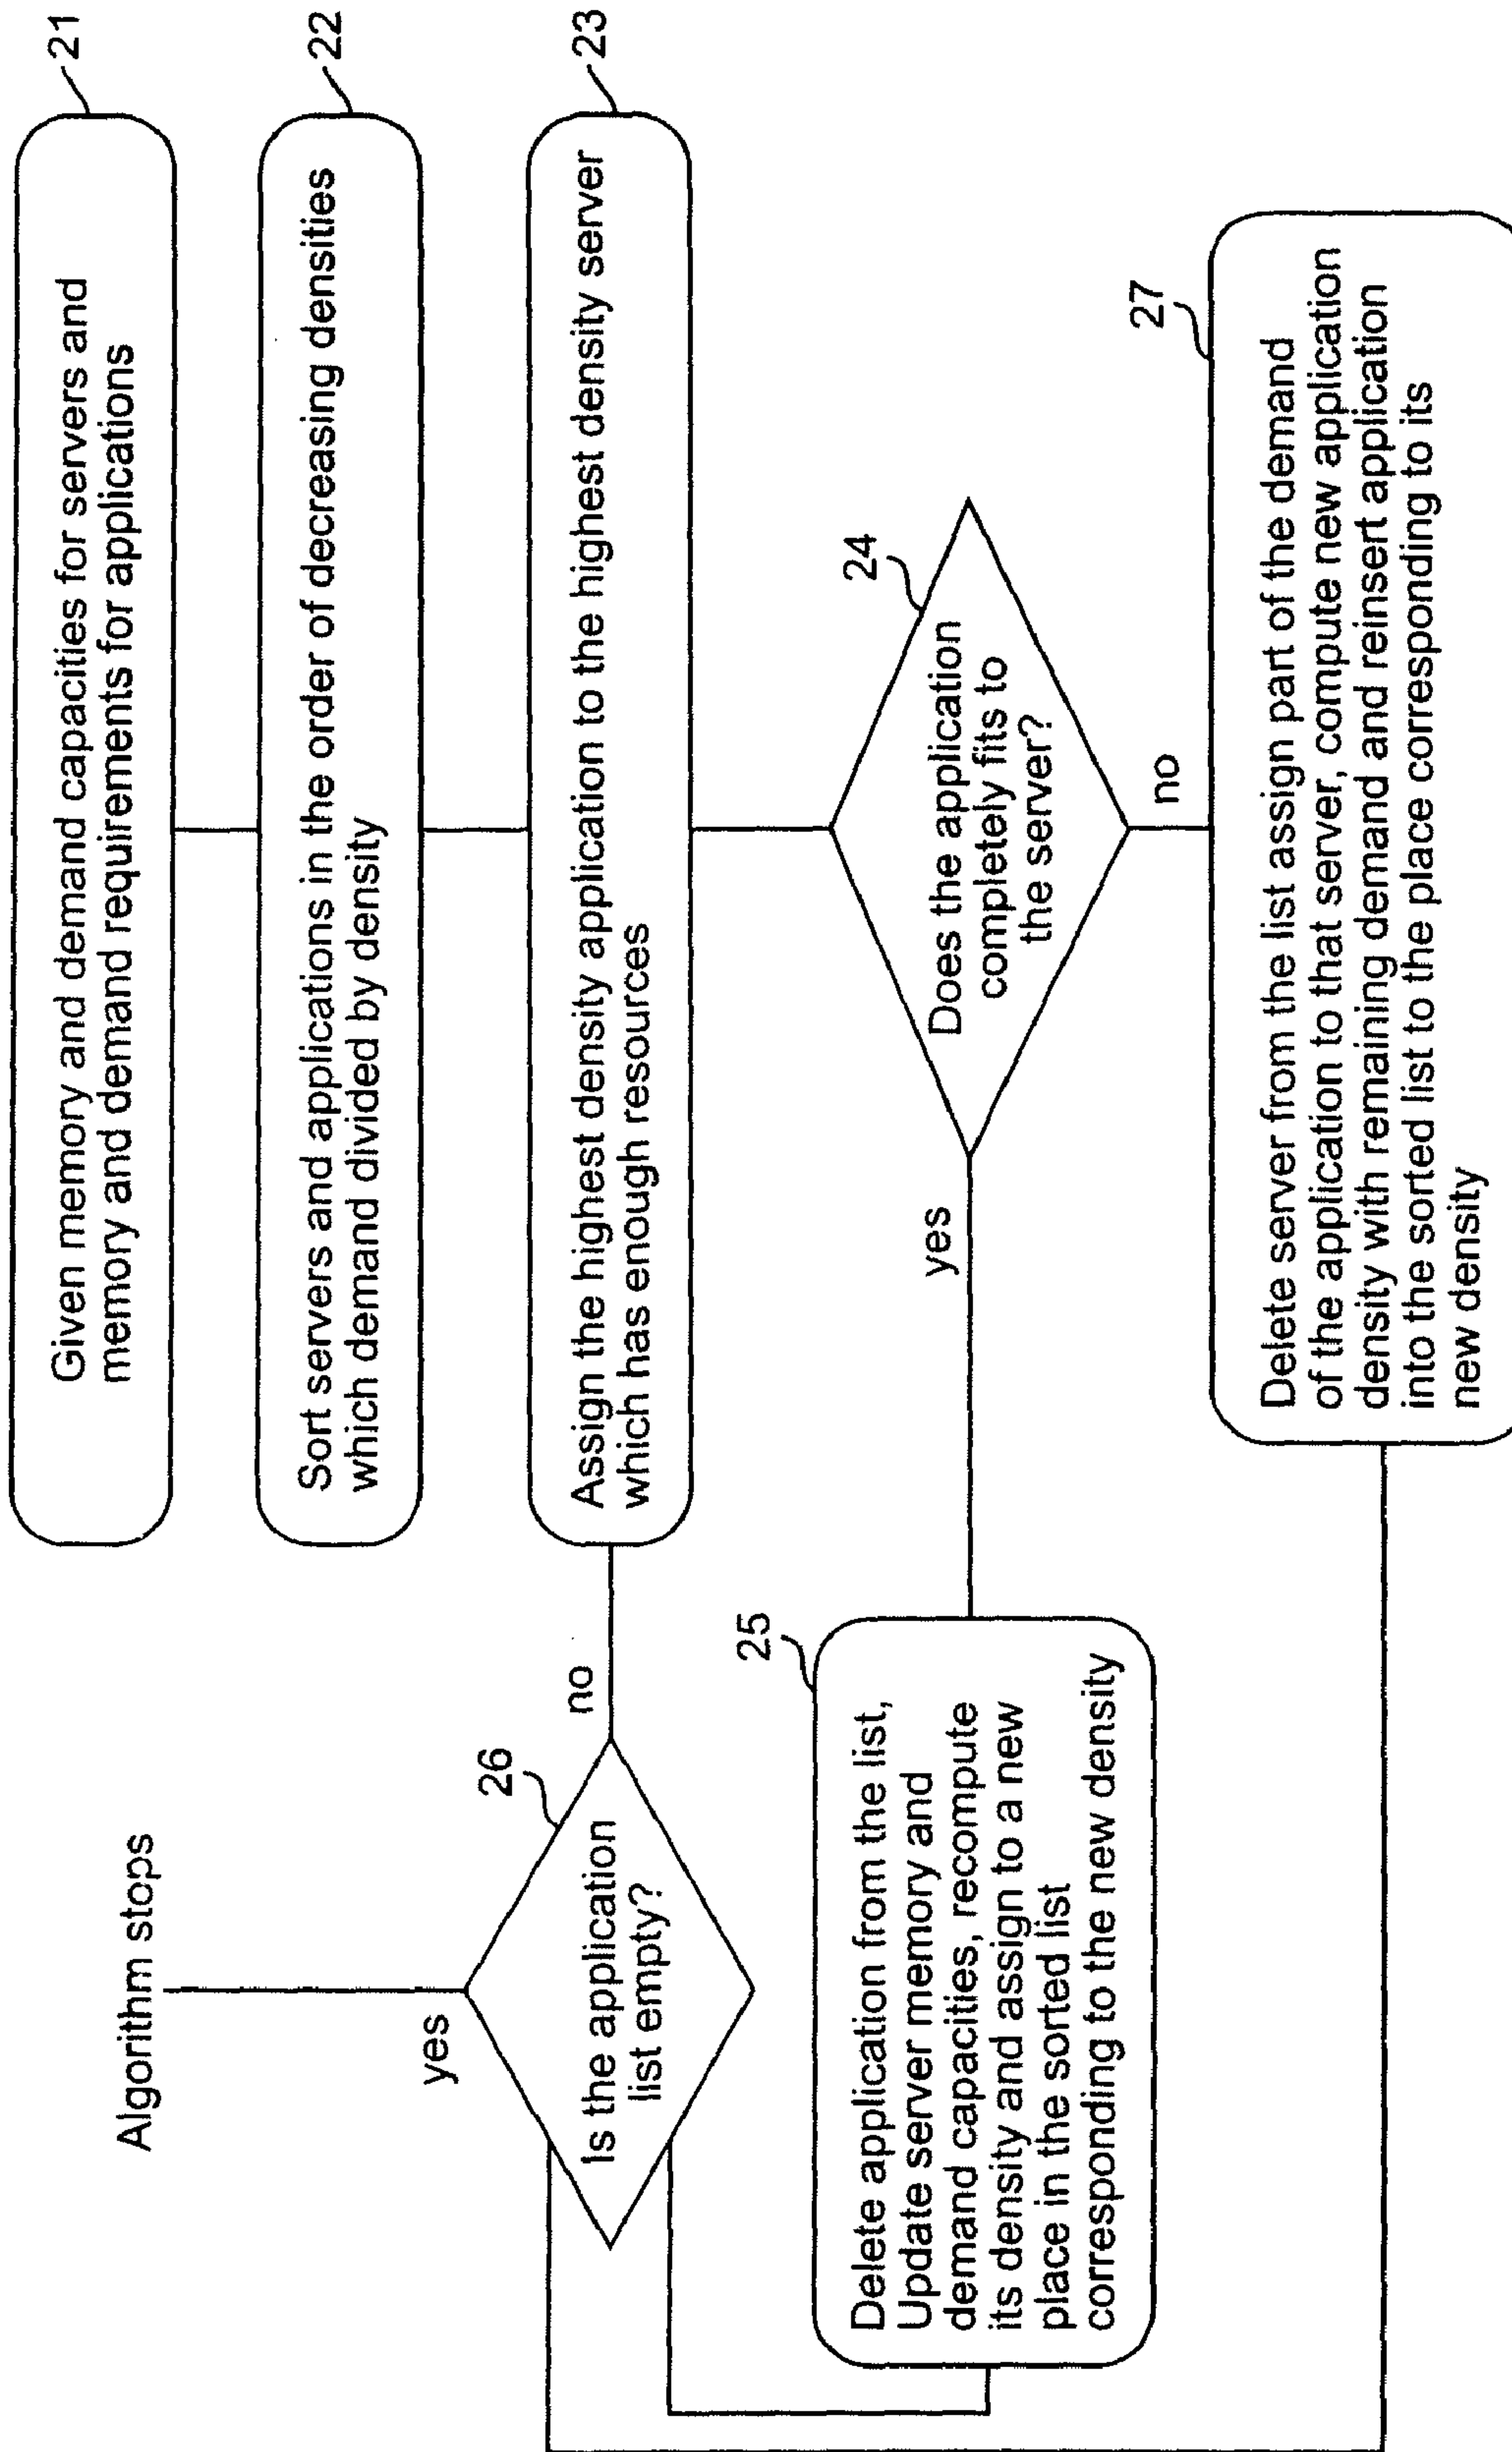 21
Given memory and demand capacities for servers and
memory and demand requirements for applications
22
Sort servers and applications in the order of decreasing densities
which demand divided by density
23
Assign the highest density application to the highest density server
which has enough resources
24
Does the application
completely fits to
the server?
yes
no
25
Delete application from the list,
Update server memory and
demand capacities, recompute
its density and assign to a new
place in the sorted list
corresponding to the new density
26
Is the application
list empty?
no
yes
Algorithm stops
27
Delete server from the list assign part of the demand
of the application to that server, compute new application
density with remaining demand and reinsert application
into the sorted list to the place corresponding to its
new density